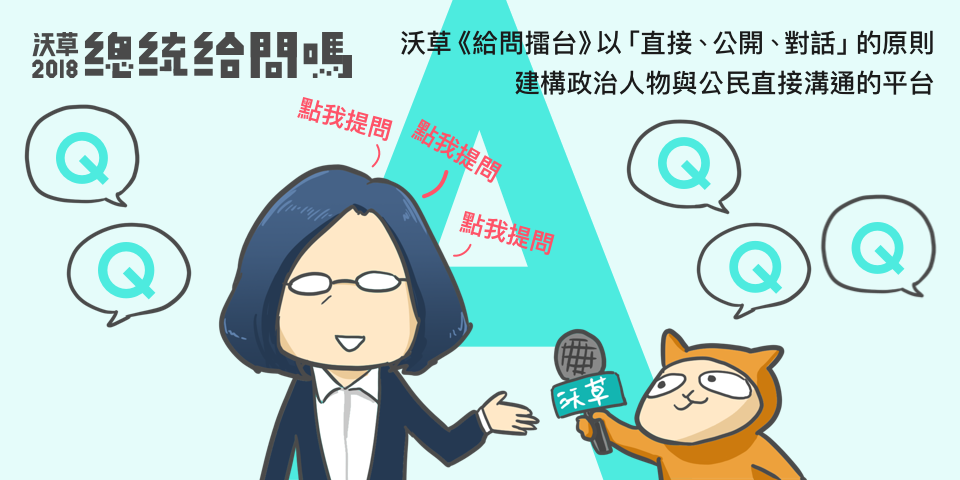 沃草
2018
總統給問嗎
沃草《給問擂台》以「直接、公開、對話」的原則
建構政治人物與公民直接溝通的平台
點我提問
點我提問
點我提問
Q
Q
Q
Q
Q
A
沃草